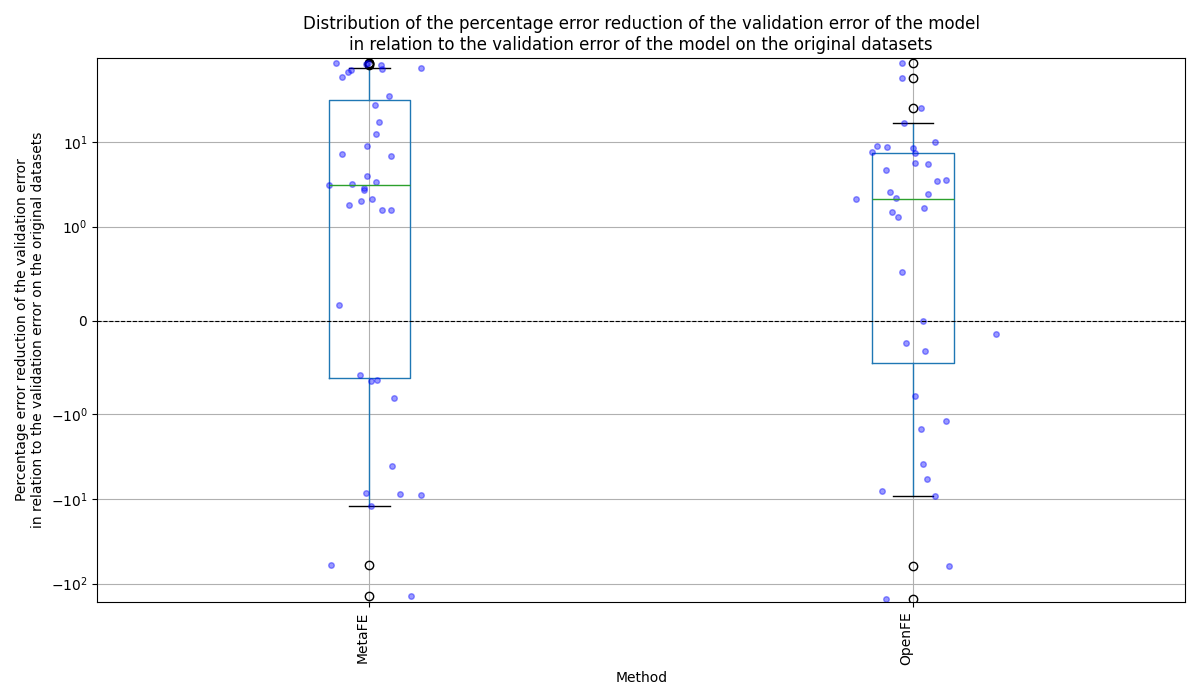 Distribution of the percentage error reduction of the validation error of the model
in relation to the validation error of the model on the original datasets
Percentage error reduction of the validation error
in relation to the validation error on the original datasets
10¹
10⁰
0
−10⁰
−10¹
−10²
MetaFE
OpenFE
Method